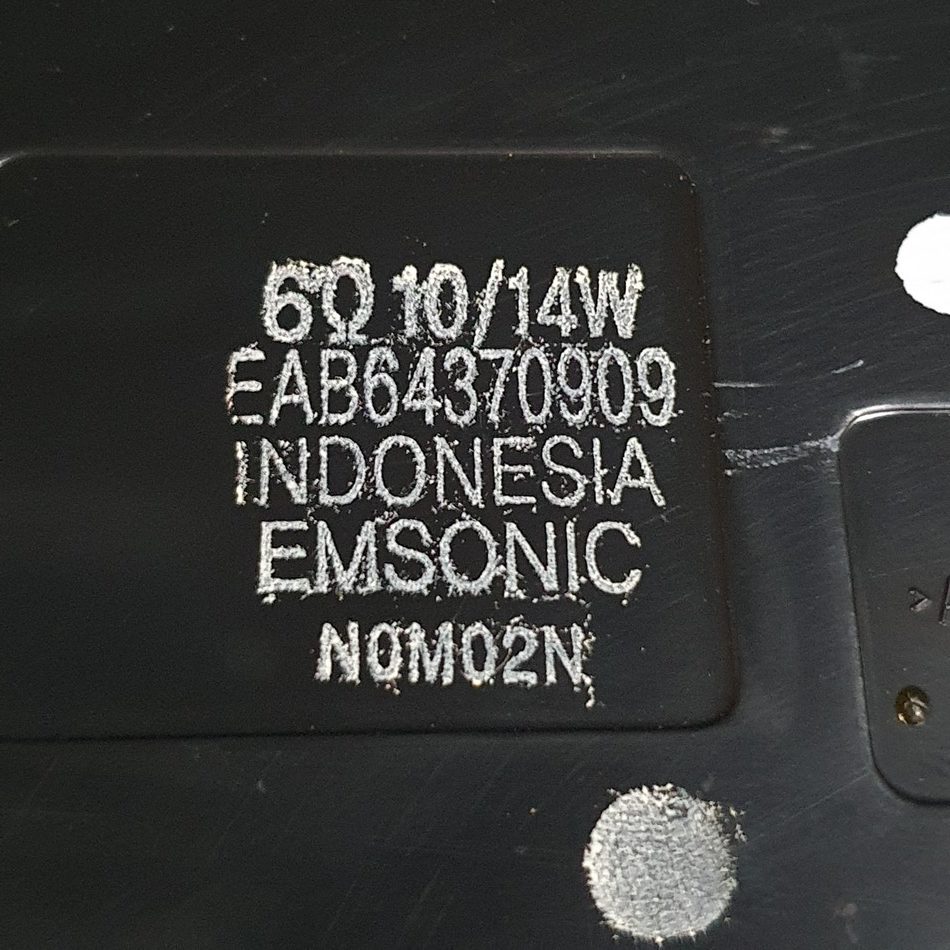 6Ω 10/14W
EAB64370909
INDONESIA
EMSONIC
N0M02N